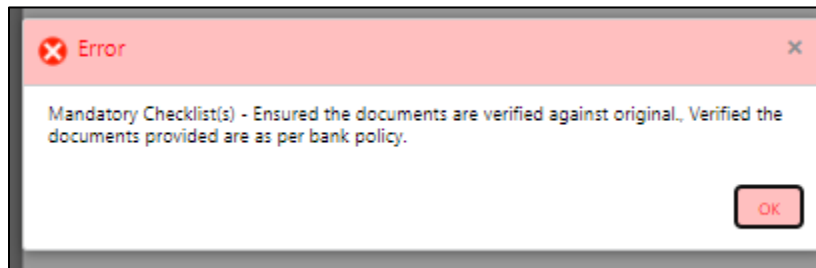 Error
Mandatory Checklist(s) - Ensured the documents are verified against original., Verified the
documents provided are as per bank policy.
OK